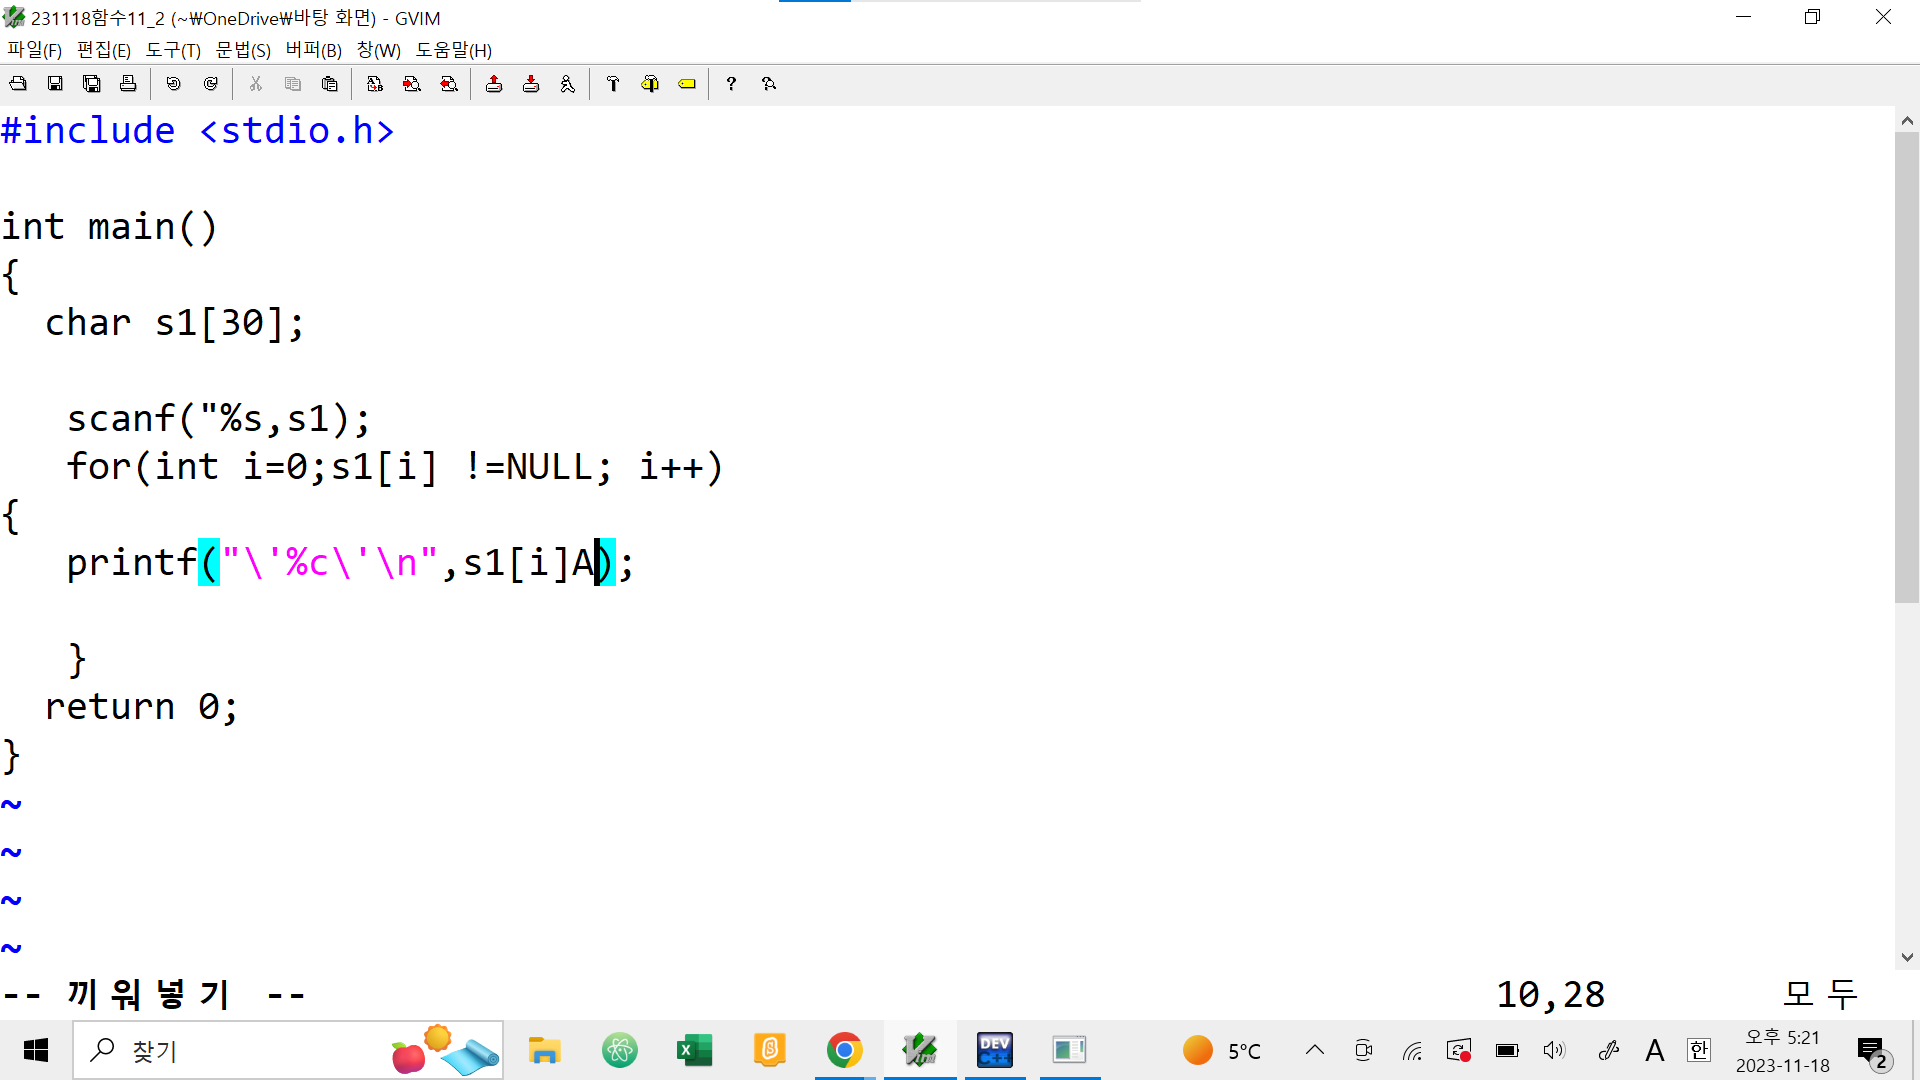 231118함수11_2 (~₩OneDrive₩바탕 화면) - GVIM
파일(F) 편집(E) 도구(T) 문법(S) 버퍼(B) 창(W) 도움말(H)
#include <stdio.h>
int main()
{
char s1[30];
scanf("%s,s1);
for(int i=0;s1[i] !=NULL; i++)
{
printf("\'%c\'\n",s1[i]A);
}
return 0;
}
~
~
~
~
-- 끼워넣기 -- 10,28 모두
찾기 DEV C++ 5°C A 한 오후 5:21
2023-11-18 2